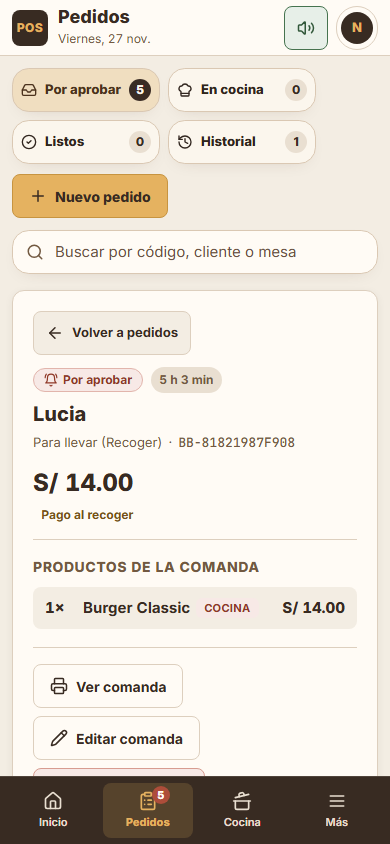 POS
Pedidos
Viernes, 27 nov.
N
Por aprobar 5
En cocina 0
Listos 0
Historial 1
Nuevo pedido
Buscar por código, cliente o mesa
Volver a pedidos
Por aprobar
5 h 3 min
Lucia
Para llevar (Recoger) · BB-81821987F908
S/ 14.00
Pago al recoger
PRODUCTOS DE LA COMANDA
1× Burger Classic COCINA S/ 14.00
Ver comanda
Editar comanda
5
Inicio Pedidos Cocina Más